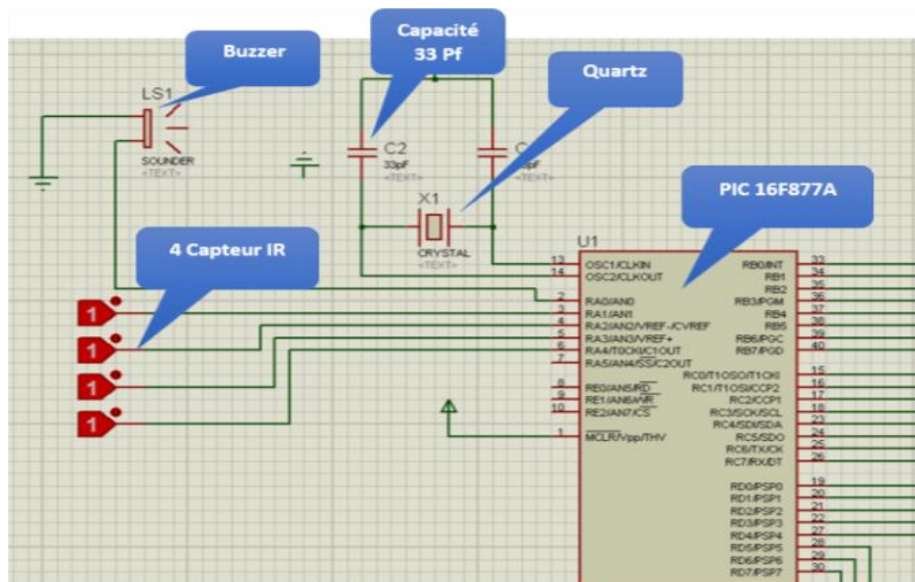 Buzzer
Capacité
33 Pf
Quartz
PIC 16F877A
4 Capteur IR
LS1
SOUNDER
<TEXT>
C2
33pF
<TEXT>
C
pF
<TEXT>
X1
CRYSTAL
<TEXT>
1
1
1
1
U1
13 OSC1/CLKIN
14 OSC2/CLKOUT
2 RA0/AN0
3 RA1/AN1
4 RA2/AN2/VREF-/CVREF
5 RA3/AN3/VREF+
6 RA4/T0CKI/C1OUT
7 RA5/AN4/SS/C2OUT
8 RE0/AN5/RD
9 RE1/AN6/WR
10 RE2/AN7/CS
1 MCLR/Vpp/THV
RB0/INT 33
RB1 34
RB2 35
RB3/PGM 36
RB4 37
RB5 38
RB6/PGC 39
RB7/PGD 40
RC0/T1OSO/T1CKI 15
RC1/T1OSI/CCP2 16
RC2/CCP1 17
RC3/SCK/SCL 18
RC4/SDI/SDA 23
RC5/SDO 24
RC6/TX/CK 25
RC7/RX/DT 26
RD0/PSP0 19
RD1/PSP1 20
RD2/PSP2 21
RD3/PSP3 22
RD4/PSP4 27
RD5/PSP5 28
RD6/PSP6 29
RD7/PSP7 30